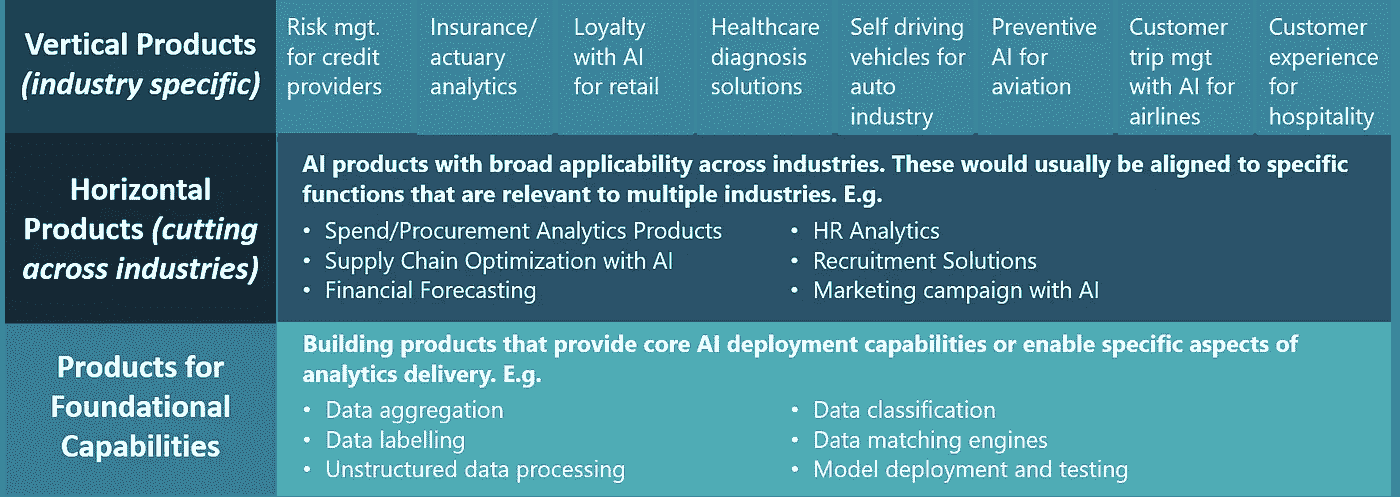 Vertical Products
(industry specific)
Risk mgt.
for credit
providers
Insurance/
actuary
analytics
Loyalty
with AI
for retail
Healthcare
diagnosis
solutions
Self driving
vehicles for
auto
industry
Preventive
AI for
aviation
Customer
trip mgt
with AI for
airlines
Customer
experience
for
hospitality
Horizontal
Products (cutting
across industries)
AI products with broad applicability across industries. These would usually be aligned to specific
functions that are relevant to multiple industries. E.g.
• Spend/Procurement Analytics Products
• Supply Chain Optimization with AI
• Financial Forecasting
• HR Analytics
• Recruitment Solutions
• Marketing campaign with AI
Products for
Foundational
Capabilities
Building products that provide core AI deployment capabilities or enable specific aspects of
analytics delivery. E.g.
• Data aggregation
• Data labelling
• Unstructured data processing
• Data classification
• Data matching engines
• Model deployment and testing